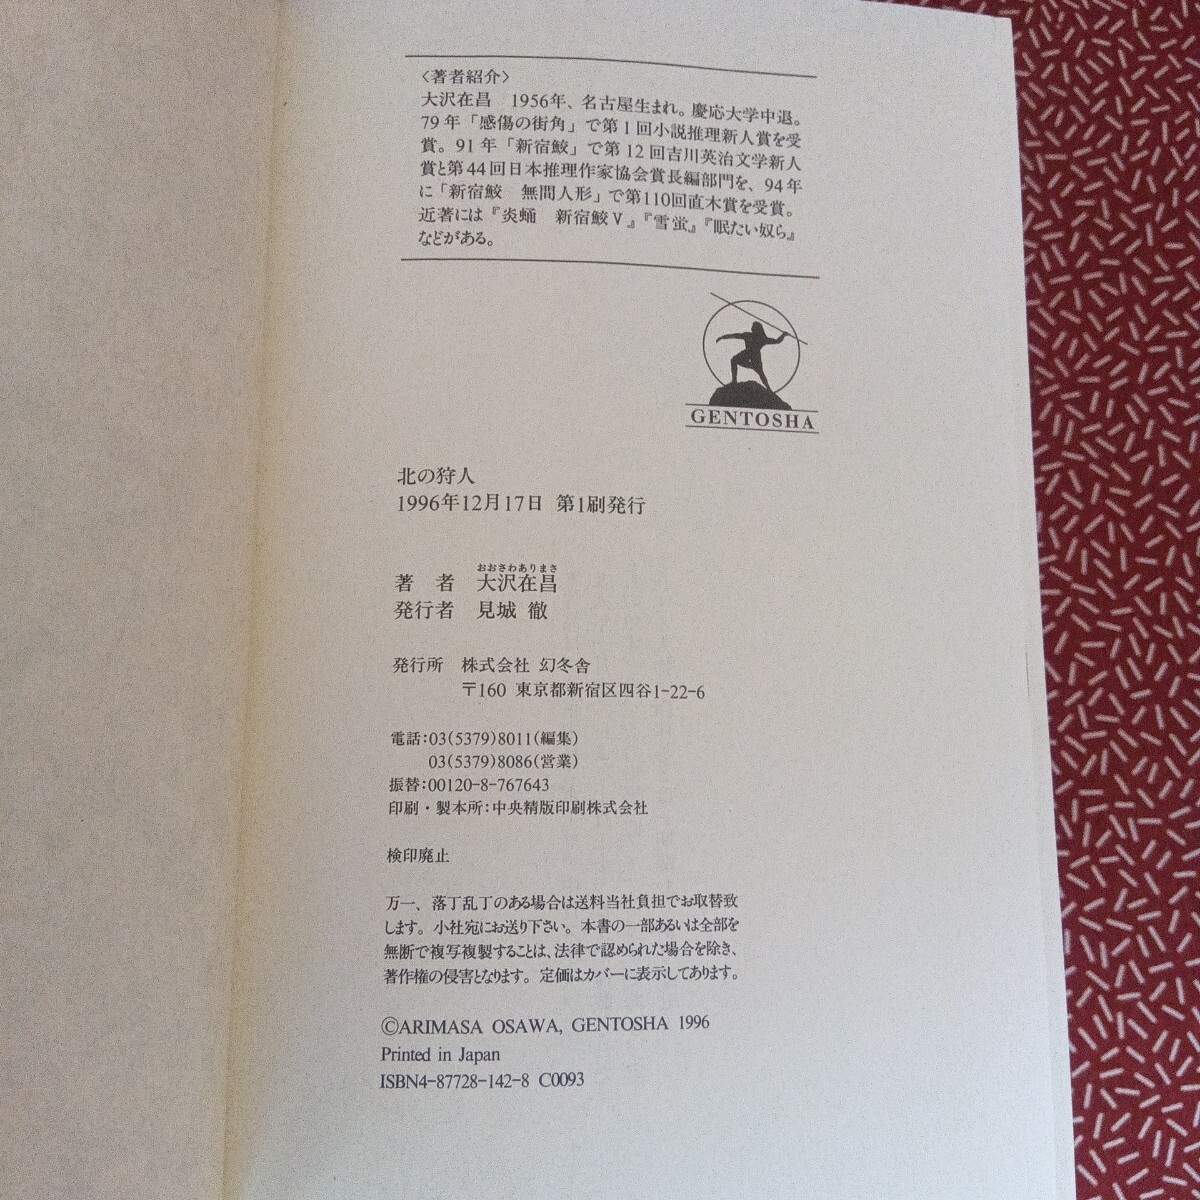 〈著者紹介〉
大沢在昌　1956年、名古屋生まれ。慶応大学中退。
79年「感傷の街角」で第1回小説推理新人賞を受
賞。91年「新宿鮫」で第12回吉川英治文学新人
賞と第44回日本推理作家協会賞長編部門を、94年
に「新宿鮫　無間人形」で第110回直木賞を受賞。
近著には『炎蛹　新宿鮫Ⅴ』『雪蛍』『眠たい奴ら』
などがある。
GENTOSHA
北の狩人
1996年12月17日 第1刷発行
おおさわありまさ
著　者　大沢在昌
発行者　見城 徹
発行所　株式会社 幻冬舎
〒160 東京都新宿区四谷1-22-6
電話:03(5379)8011(編集)
03(5379)8086(営業)
振替:00120-8-767643
印刷・製本所:中央精版印刷株式会社
検印廃止
万一、落丁乱丁のある場合は送料当社負担でお取替致
します。小社宛にお送り下さい。本書の一部あるいは全部を
無断で複写複製することは、法律で認められた場合を除き、
著作権の侵害となります。定価はカバーに表示してあります。
©ARIMASA OSAWA, GENTOSHA 1996
Printed in Japan
ISBN4-87728-142-8 C0093